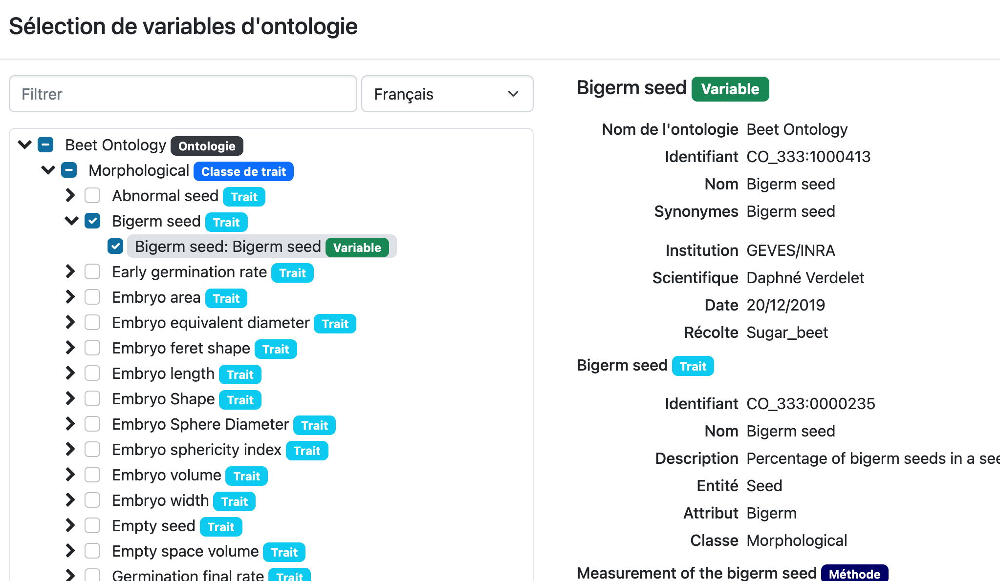 Sélection de variables d'ontologie
Filtrer
Français
Beet Ontology Ontologie
Morphological Classe de trait
Abnormal seed Trait
Bigerm seed Trait
Bigerm seed: Bigerm seed Variable
Early germination rate Trait
Embryo area Trait
Embryo equivalent diameter Trait
Embryo feret shape Trait
Embryo length Trait
Embryo Shape Trait
Embryo Sphere Diameter Trait
Embryo sphericity index Trait
Embryo volume Trait
Embryo width Trait
Empty seed Trait
Empty space volume Trait
Germination final rate Trait
Bigerm seed Variable
Nom de l'ontologie Beet Ontology
Identifiant CO_333:1000413
Nom Bigerm seed
Synonymes Bigerm seed
Institution GEVES/INRA
Scientifique Daphné Verdelet
Date 20/12/2019
Récolte Sugar_beet
Bigerm seed Trait
Identifiant CO_333:0000235
Nom Bigerm seed
Description Percentage of bigerm seeds in a
Entité Seed
Attribut Bigerm
Classe Morphological
Measurement of the bigerm seed Méthode